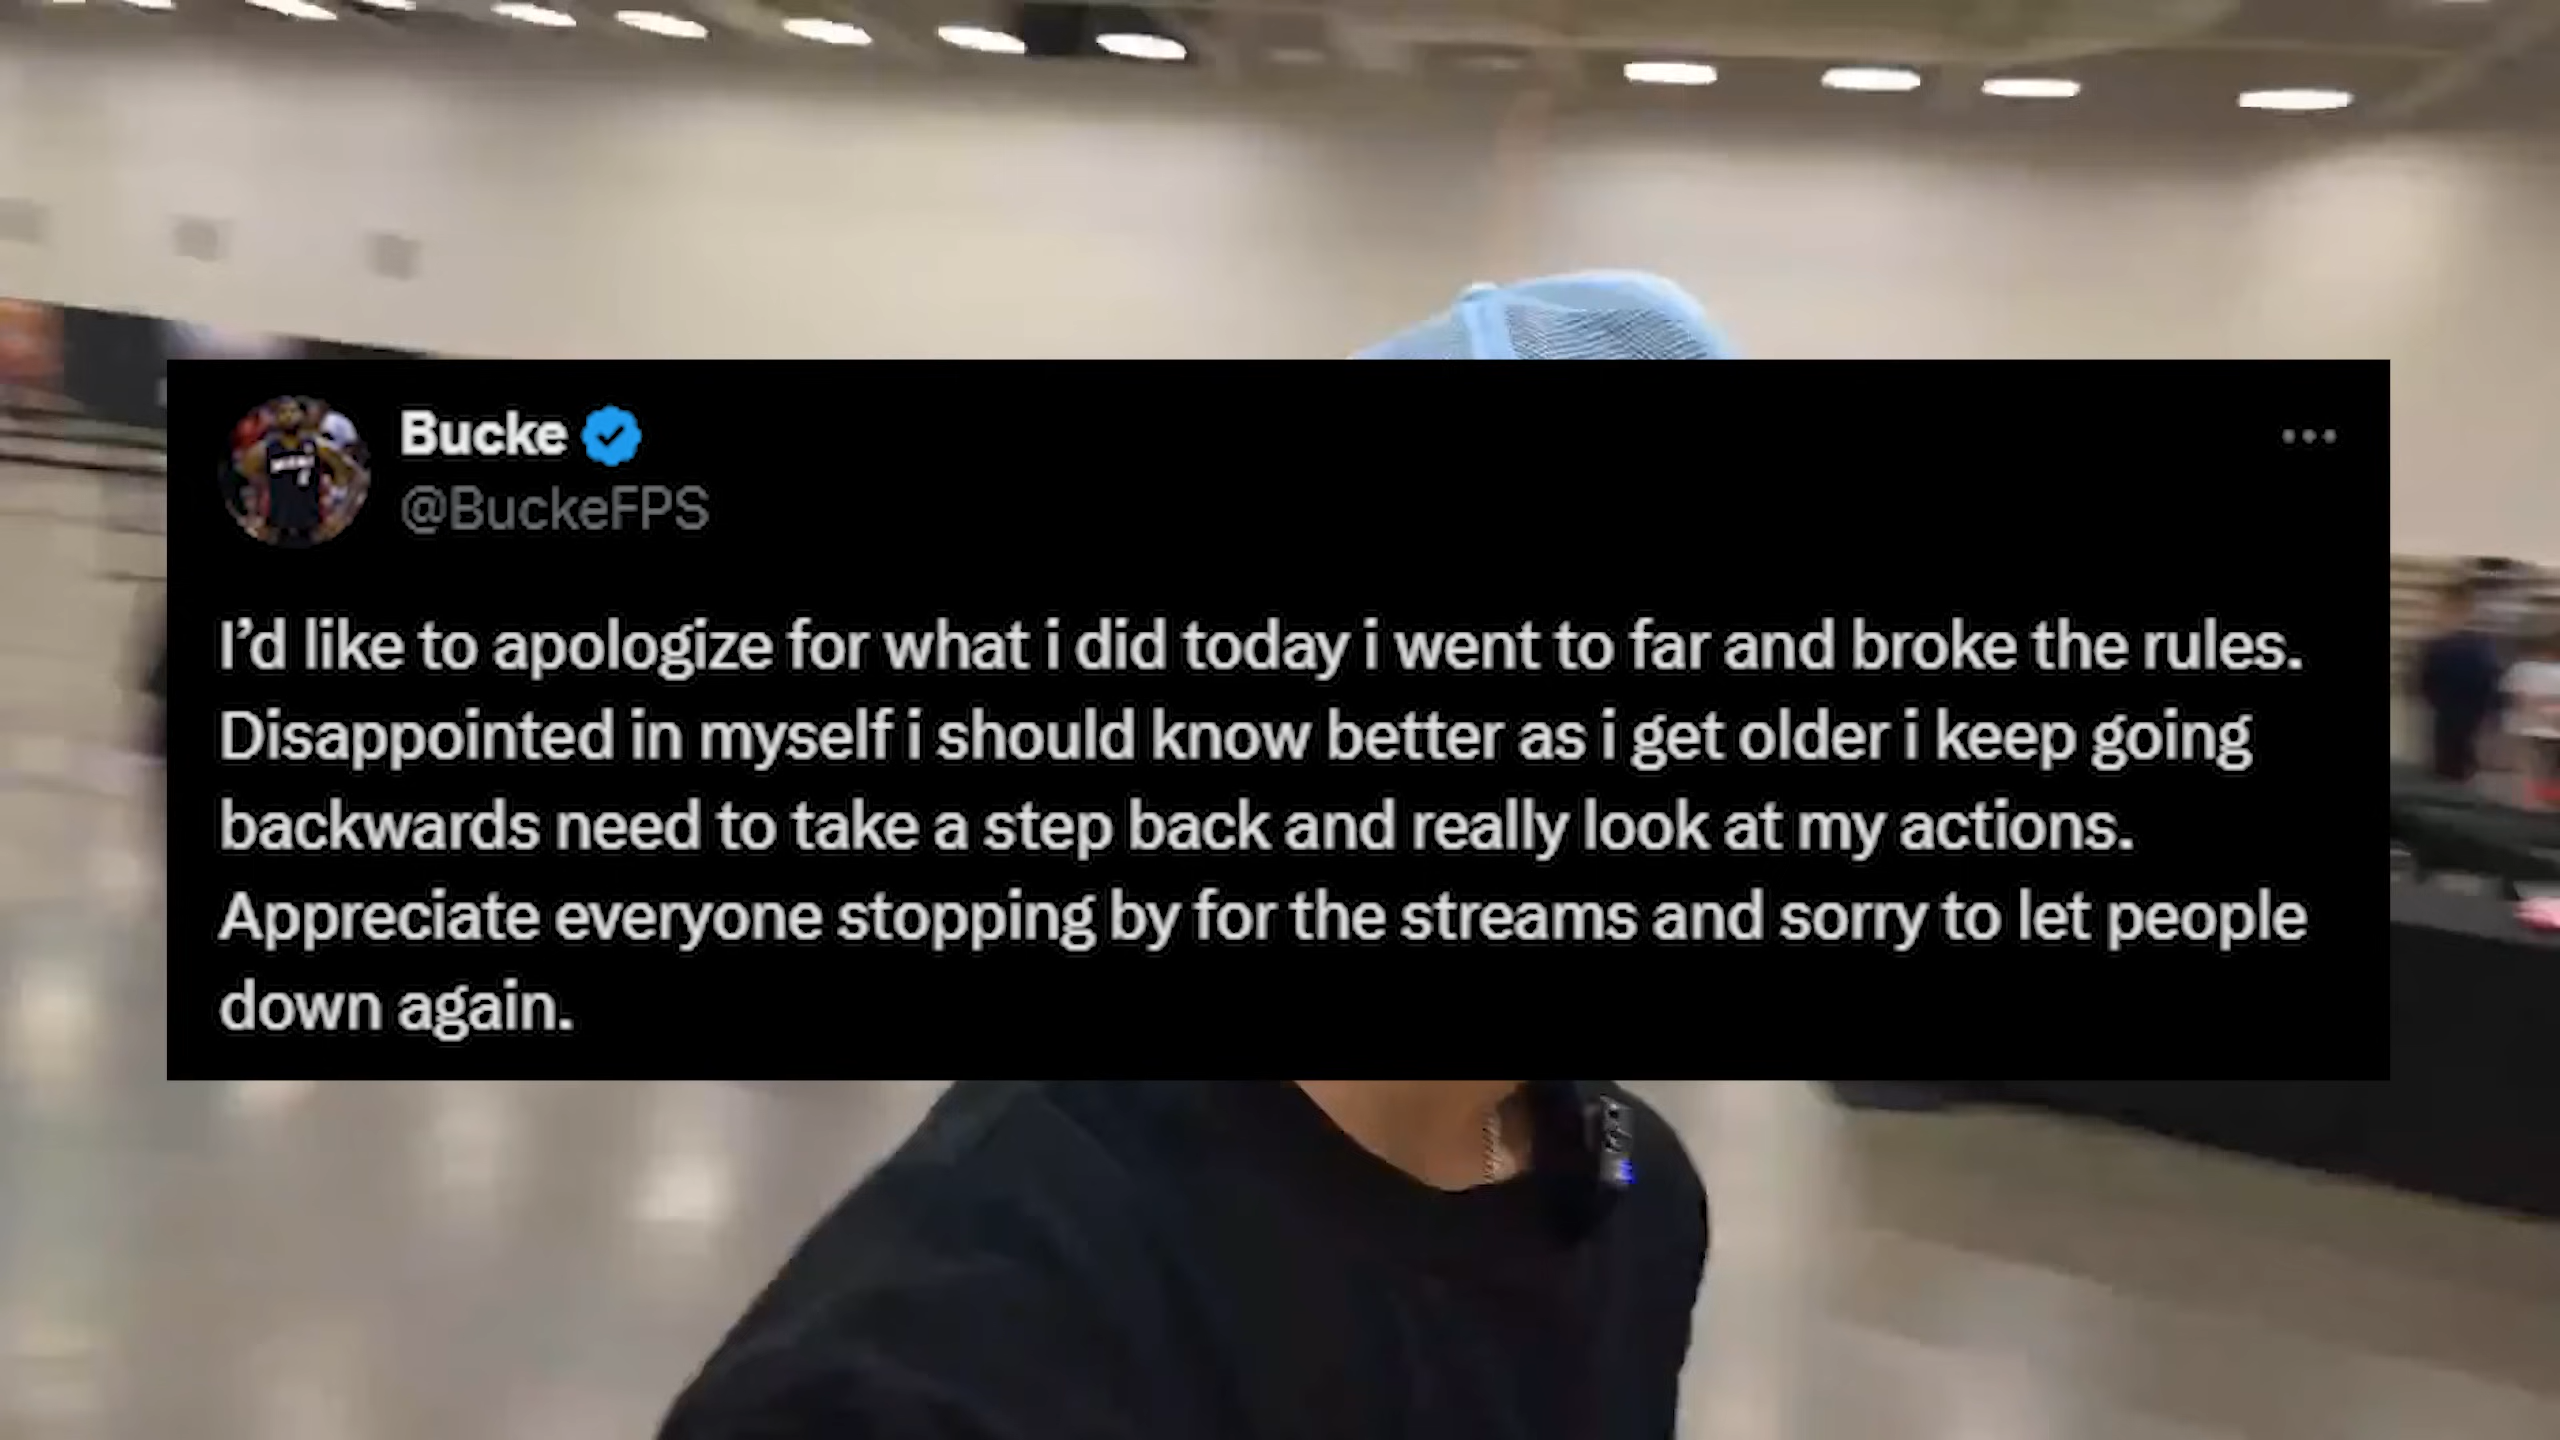 Bucke
@BuckeFPS
I'd like to apologize for what i did today i went to far and broke the rules.
Disappointed in myself i should know better as i get older i keep going
backwards need to take a step back and really look at my actions.
Appreciate everyone stopping by for the streams and sorry to let people
down again.